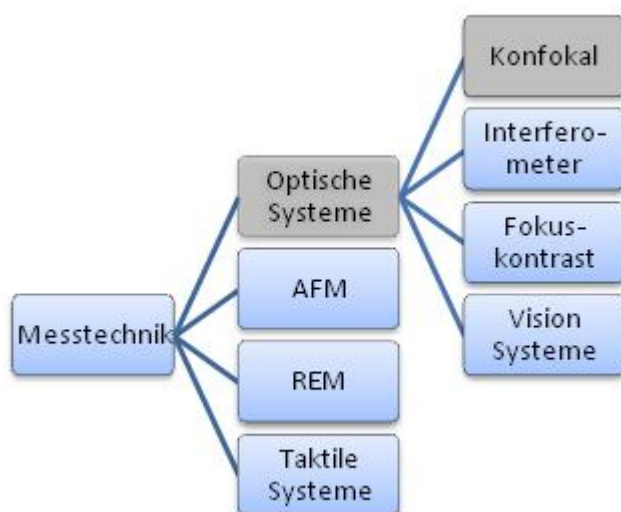 Messtechnik
Optische
Systeme
AFM
REM
Taktile
Systeme
Konfokal
Interfero-
meter
Fokus-
kontrast
Vision
Systeme